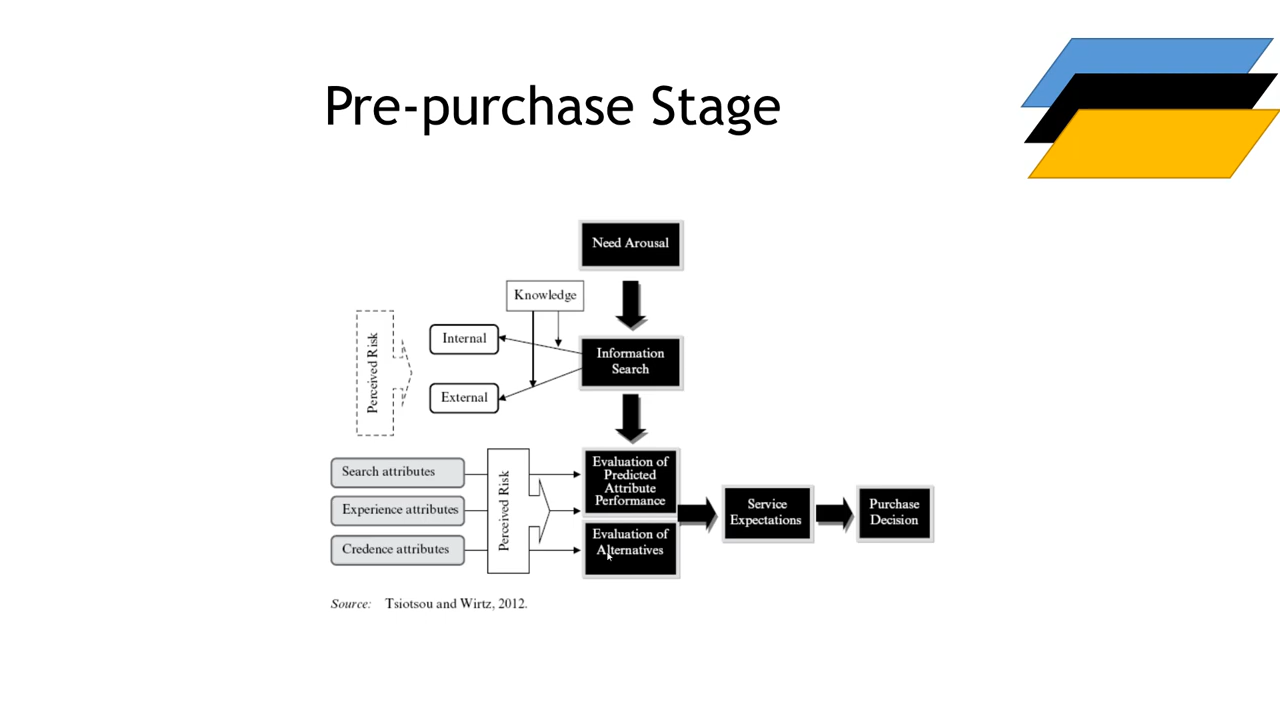 Pre-purchase Stage
Need Arousal
Knowledge
Perceived Risk
Internal
Information
Search
External
Search attributes
Experience attributes
Credence attributes
Perceived Risk
Evaluation of
Predicted
Attribute
Performance
Evaluation of
Alternatives
Service
Expectations
Purchase
Decision
Source: Tsiotsou and Wirtz, 2012.